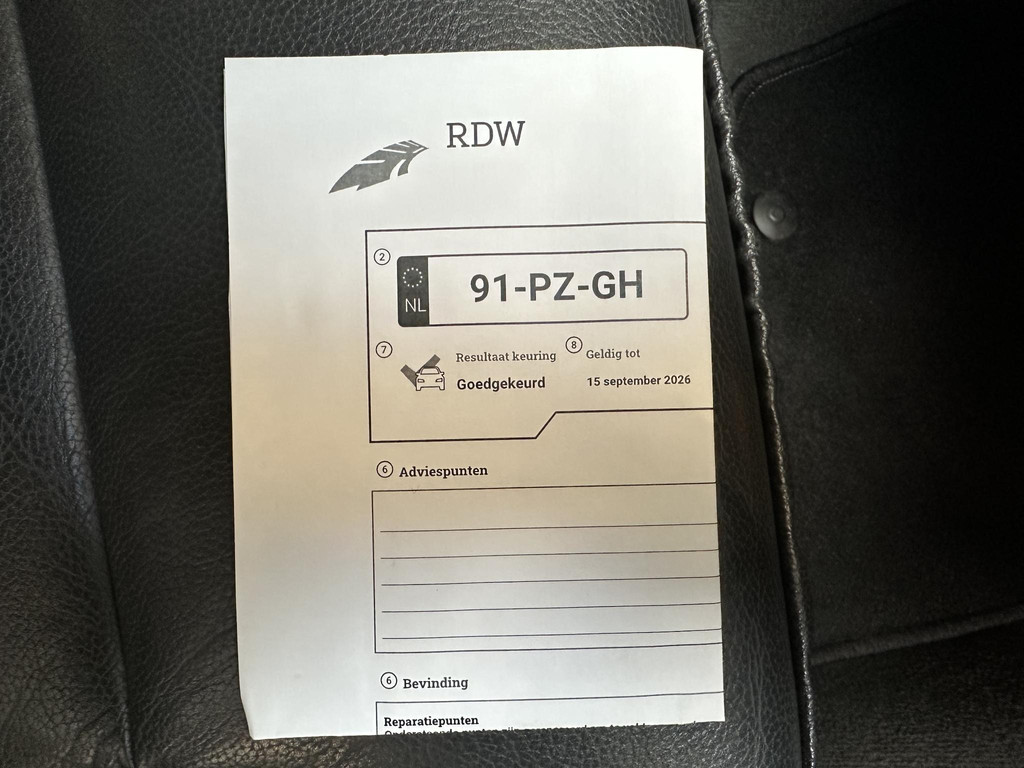 RDW
2
NL
91-PZ-GH
7
Resultaat keuring
8
Geldig tot
Goedgekeurd
15 september 2026
6 Adviespunten
6 Bevinding
Reparatiepunten